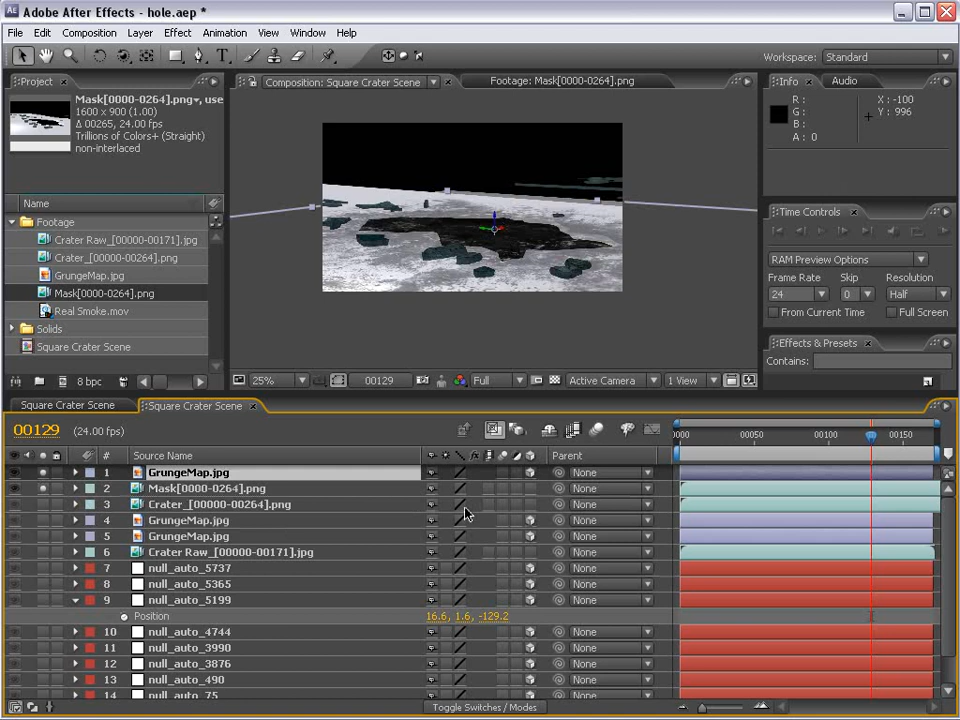 Adobe After Effects - hole.aep *
File Edit Composition Layer Effect Animation View Window Help
Workspace: Standard
Project
Composition: Square Crater Scene
Footage: Mask[0000-0264].png
Info Audio
Mask[0000-0264].png, use
1600 x 900 (1.00)
Δ 00265, 24.00 fps
Trillions of Colors+ (Straight)
non-interlaced
R :
G :
B :
A : 0
X : -100
Y : 996
Name
Footage
Crater Raw_[00000-00171].jpg
Crater_[00000-00264].png
GrungeMap.jpg
Mask[0000-0264].png
Real Smoke.mov
Solids
Square Crater Scene
Time Controls
RAM Preview Options
Frame Rate Skip Resolution
24 0 Half
From Current Time Full Screen
Effects & Presets
Contains:
8 bpc
25% 00129 Full Active Camera 1 View
Square Crater Scene Square Crater Scene
00129 (24.00 fps)
0000 00050 00100 00150
# Source Name Parent
1 GrungeMap.jpg None
2 Mask[0000-0264].png None
3 Crater_[00000-00264].png None
4 GrungeMap.jpg None
5 GrungeMap.jpg None
6 Crater Raw_[00000-00171].jpg None
7 null_auto_5737 None
8 null_auto_5365 None
9 null_auto_5199 None
Position 16.6, 1.6, -129.2
10 null_auto_4744 None
11 null_auto_3990 None
12 null_auto_3876 None
13 null_auto_490 None
14 null_auto_75 None
Toggle Switches / Modes